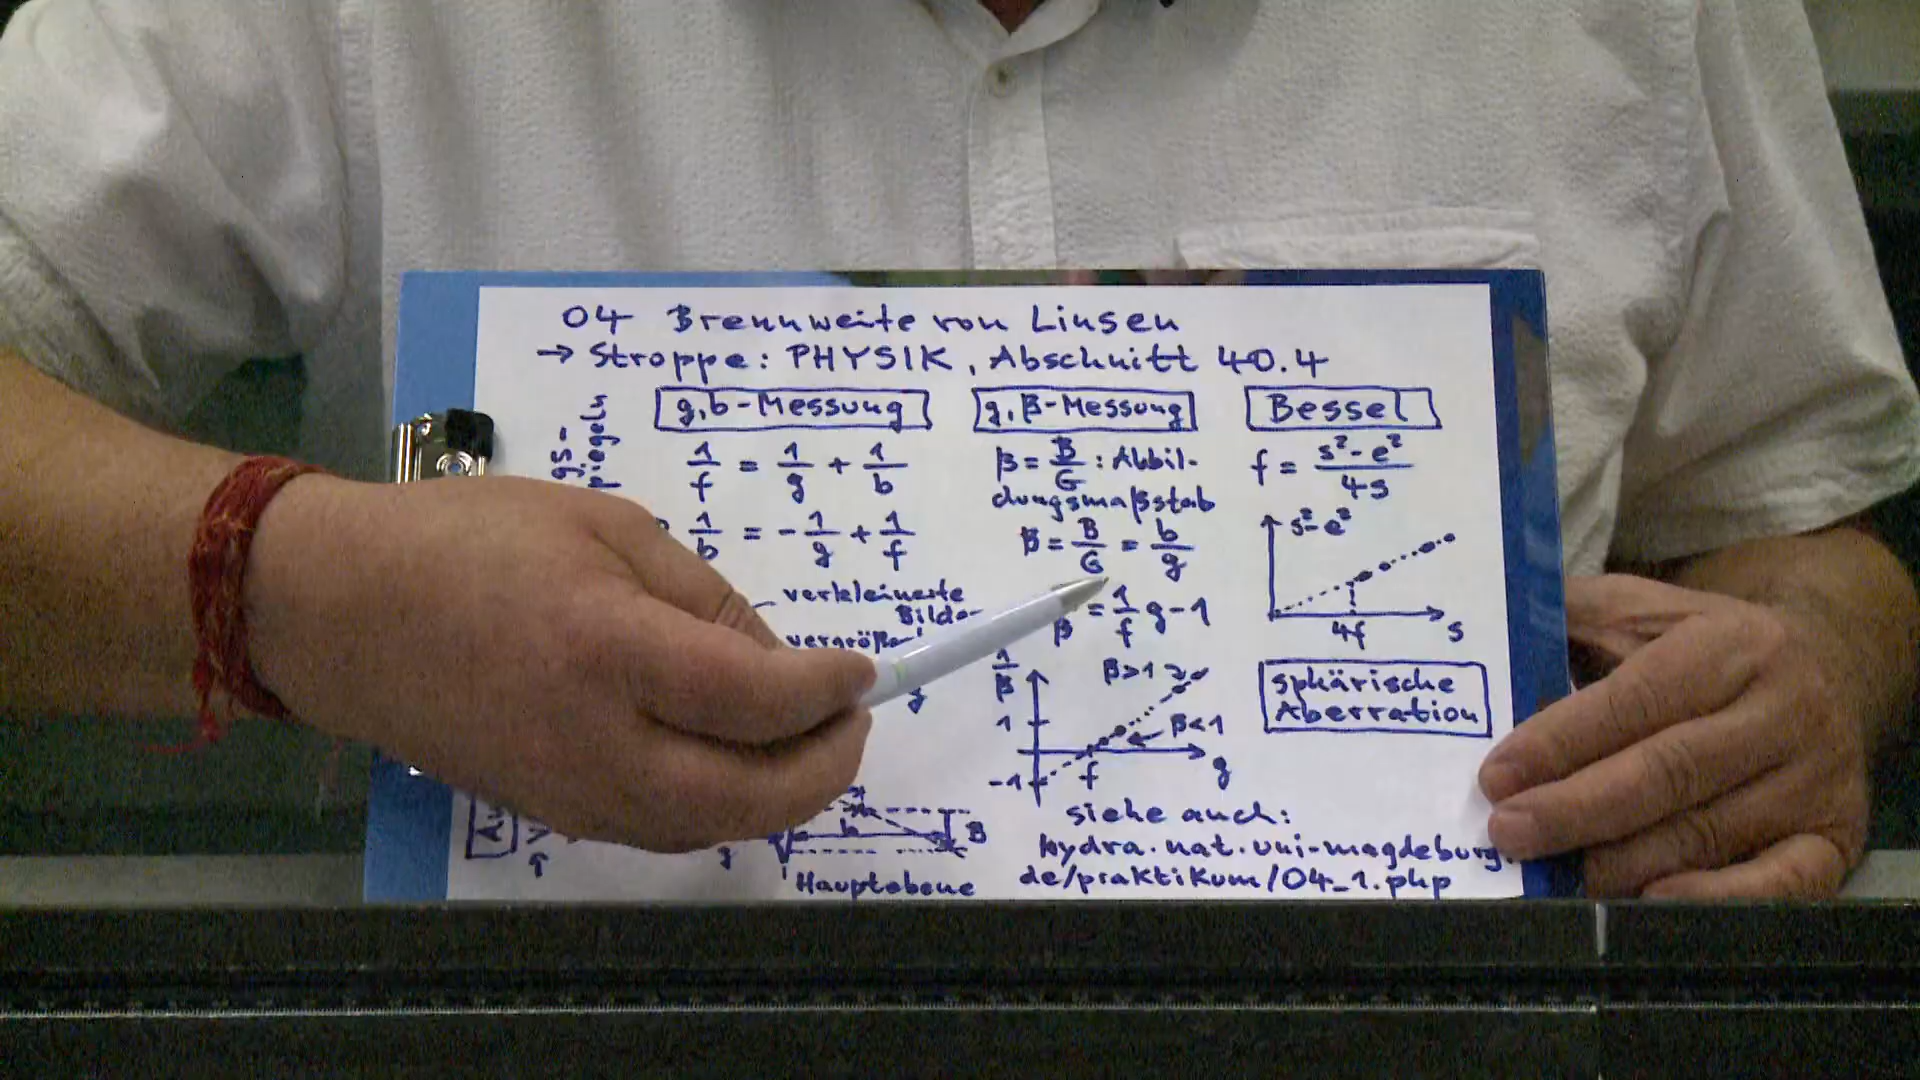 04 Brennweite von Linsen
→ Stroppe: PHYSIK, Abschnitt 40.4
g,b-Messung
1/f = 1/g + 1/b
1/b = -1/g + 1/f
verkleinerte
Bilder
g
b
B
Hauptebene
g,β-Messung
β = B/G : Abbil-
dungsmaßstab
β = B/G = b/g
1/β = 1/f g - 1
1/β
β>1
1
β<1
f
g
-1
Bessel
f = (s² - e²)/4s
s² - e²
4f
s
sphärische
Aberration
siehe auch:
hydra.nat.uni-magdeburg.
de/praktikum/04_1.php